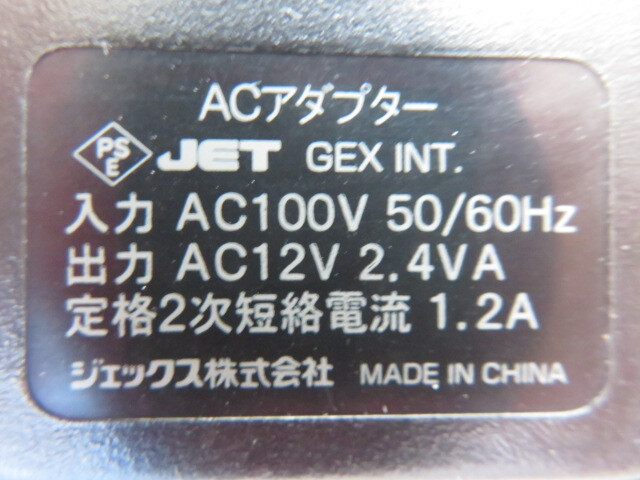 ACアダプター
PSE JET GEX INT.
入力 AC100V 50/60Hz
出力 AC12V 2.4VA
定格2次短絡電流 1.2A
ジェックス株式会社 MADE IN CHINA